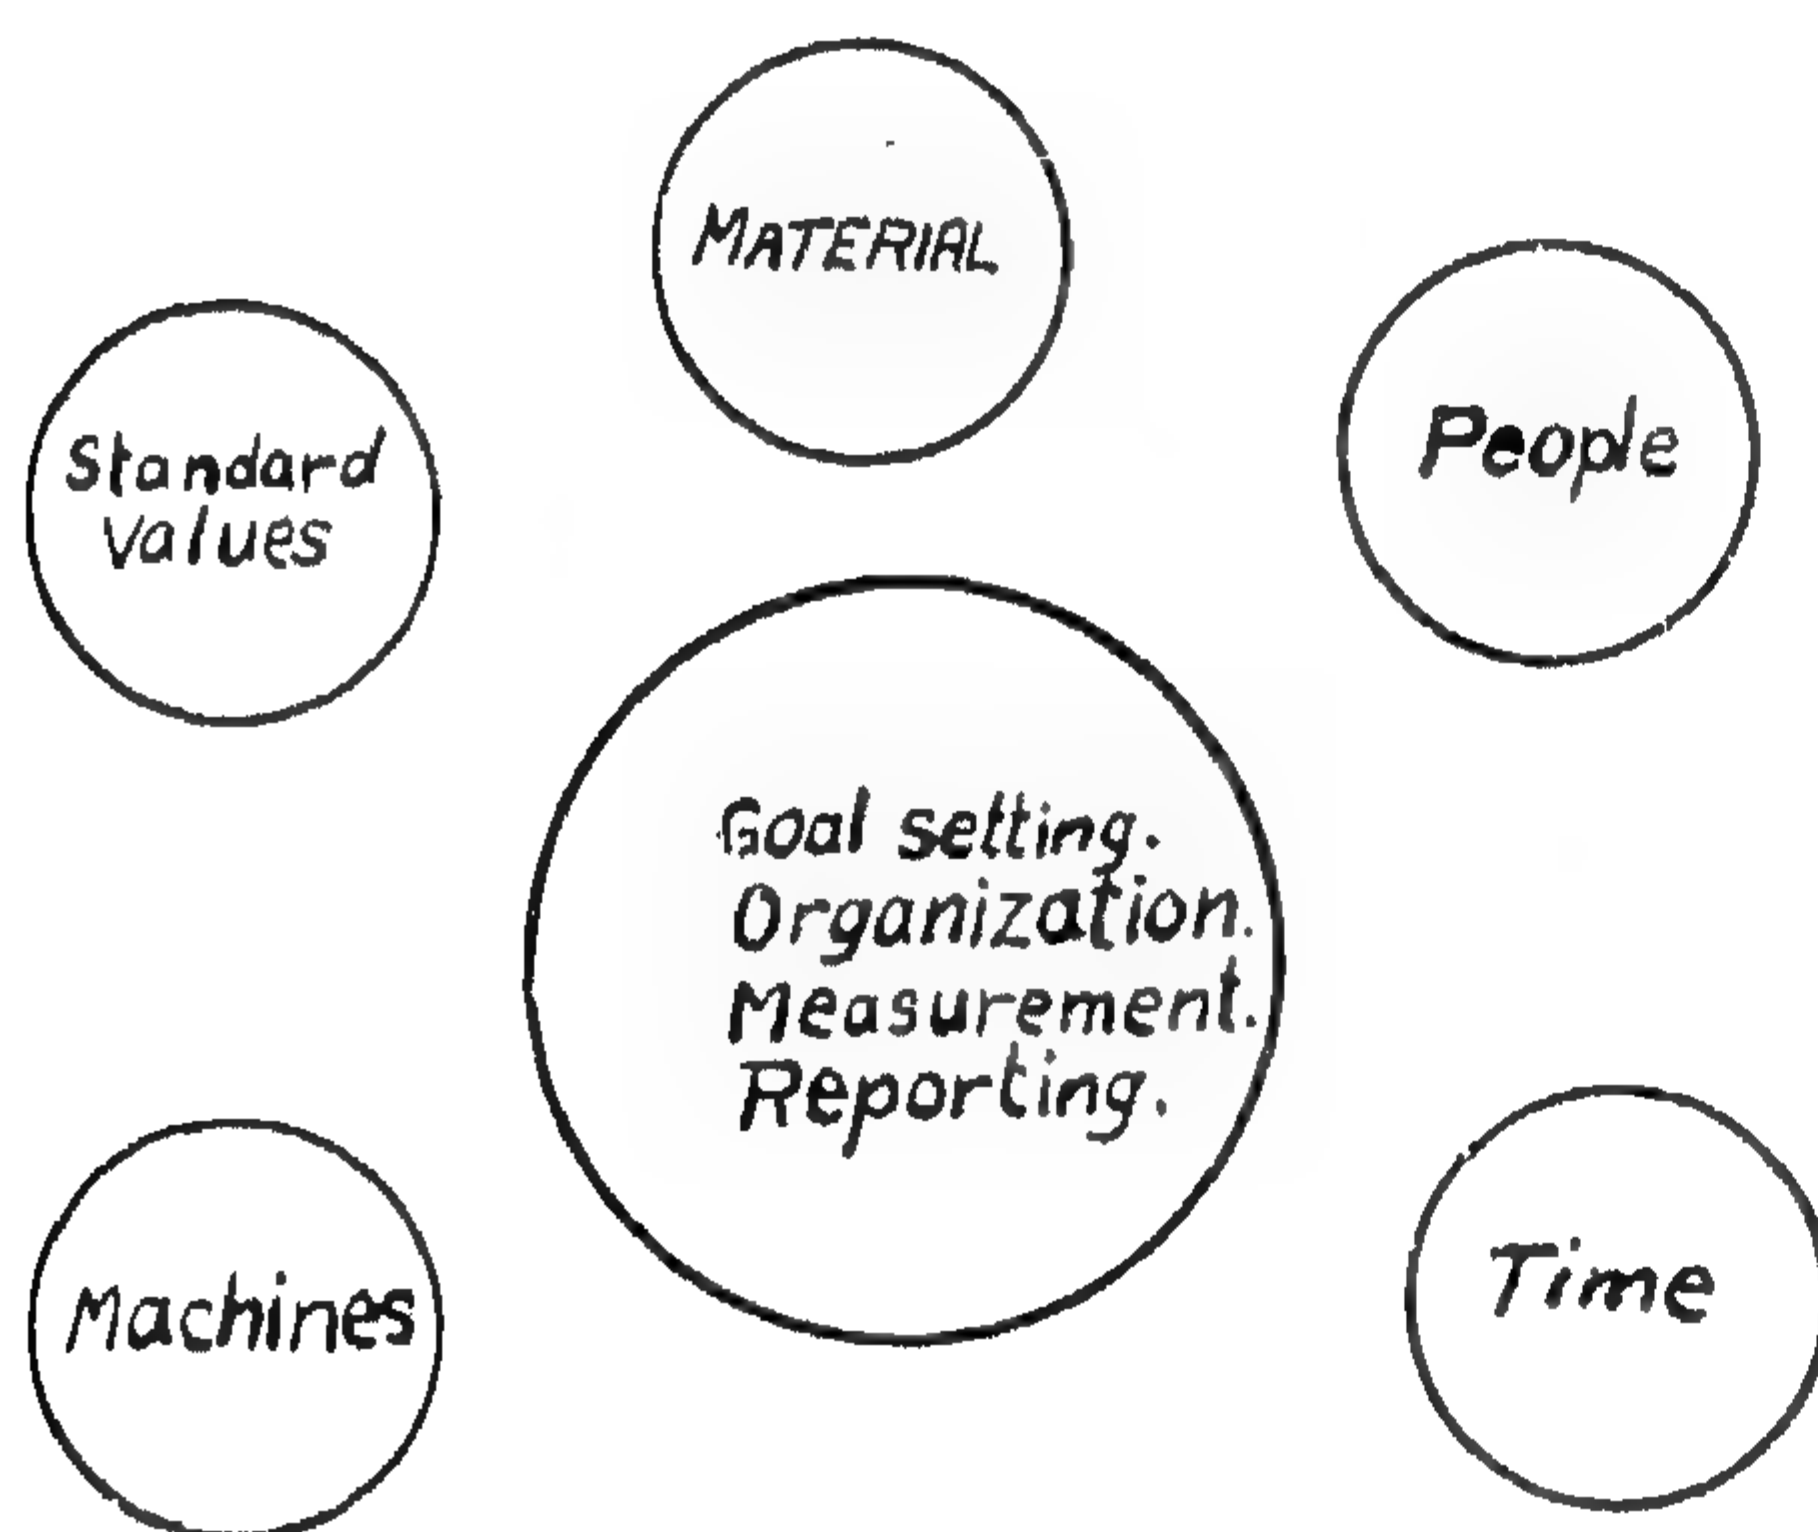 MATERIAL
People
Standard
values
Goal setting.
Organization.
Measurement.
Reporting.
Machines
Time